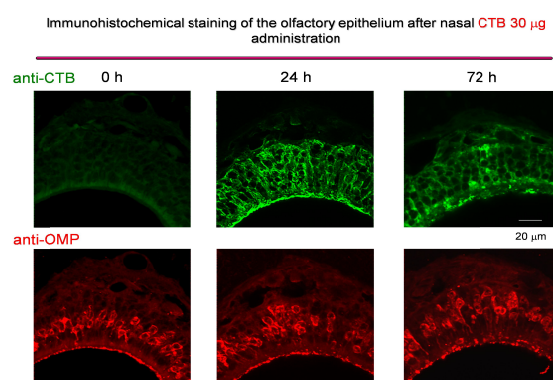 Immunohistochemical staining of the olfactory epithelium after nasal CTB 30 µg
administration
anti-CTB
0 h
24 h
72 h
anti-OMP
20 µm